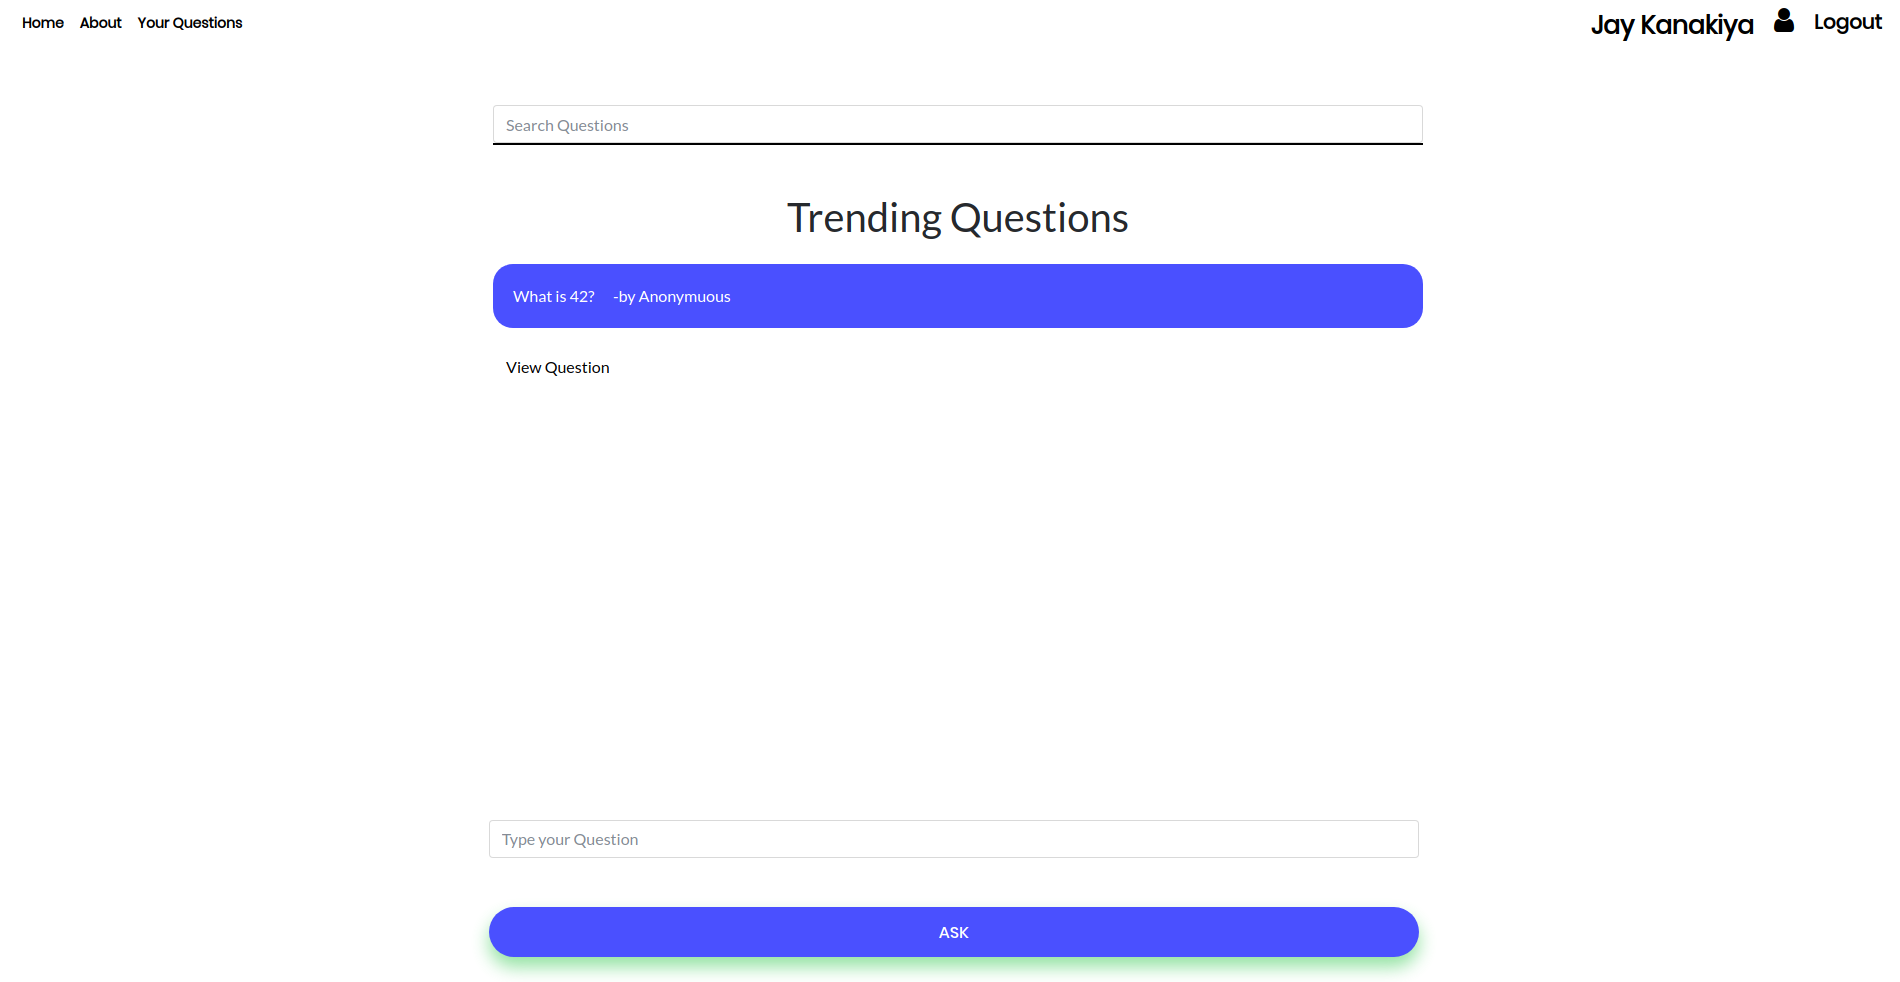 Home About Your Questions Jay Kanakiya Logout
Search Questions
Trending Questions
What is 42? -by Anonymuous
View Question
Type your Question
ASK